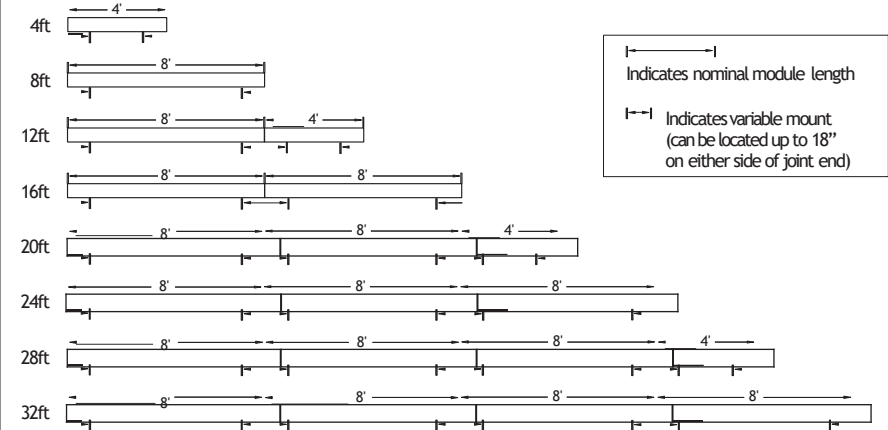 4'
4ft
8'
8ft
8' 4'
12ft
8' 8'
16ft
8' 8' 4'
20ft
8' 8' 8'
24ft
8' 8' 8' 4'
28ft
8' 8' 8' 8'
32ft
Indicates nominal module length
Indicates variable mount
(can be located up to 18”
on either side of joint end)